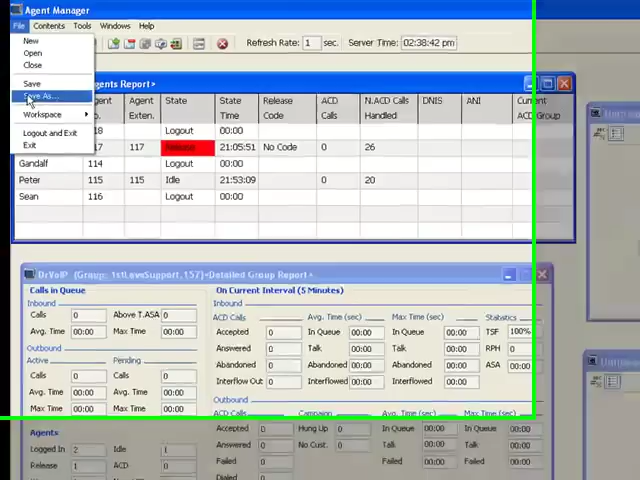 Agent Manager
File Contents Tools Windows Help
New
Open
Close
Save
Save As...
Workspace
Logout and Exit
Exit
Refresh Rate: 1 sec. Server Time: 02:38:42 pm
gents Report>
Agent State State Release ACD N.ACD Calls DNIS ANI Current
No. Exten. Time Code Calls Handled ACD Group
18 Logout 00:00
17 117 Release 21:05:51 No Code 0 26
Gandalf 114 Logout 00:00
Peter 115 115 Idle 21:53:09 0 20
Sean 116 Logout 00:00
DrVoIP (Group: 1stLawsSupport,157)<Detailed Group Report>
Calls in Queue On Current Interval (5 Minutes)
Inbound Inbound
Calls 0 Above T.ASA 0 ACD Calls Avg. Time (sec) Max Time (sec) Statistics
Avg. Time 00:00 Max Time 00:00 Accepted 0 In Queue 00:00 In Queue 00:00 TSF 100%
Outbound Answered 0 Talk 00:00 Talk 00:00 RPH 0
Active Pending Abandoned 0 Abandoned 00:00 Abandoned 00:00 ASA 00:00
Calls 0 Calls 0 Interflow Out 0 Interflowed 00:00 Interflowed 00:00
Avg. Time 00:00 Avg. Time 00:00 Outbound
Max Time 00:00 Max Time 00:00 ACD Calls Campaign Avg. Time (sec) Max Time (sec)
Agents Accepted 0 Hung Up 0 In Queue 00:00 In Queue 00:00
Logged In 2 Idle 1 Answered 0 No Cust. 0 Talk 00:00 Talk 00:00
Release 1 ACD 0 Failed 0 Failed 00:00 Failed 00:00
Dialed